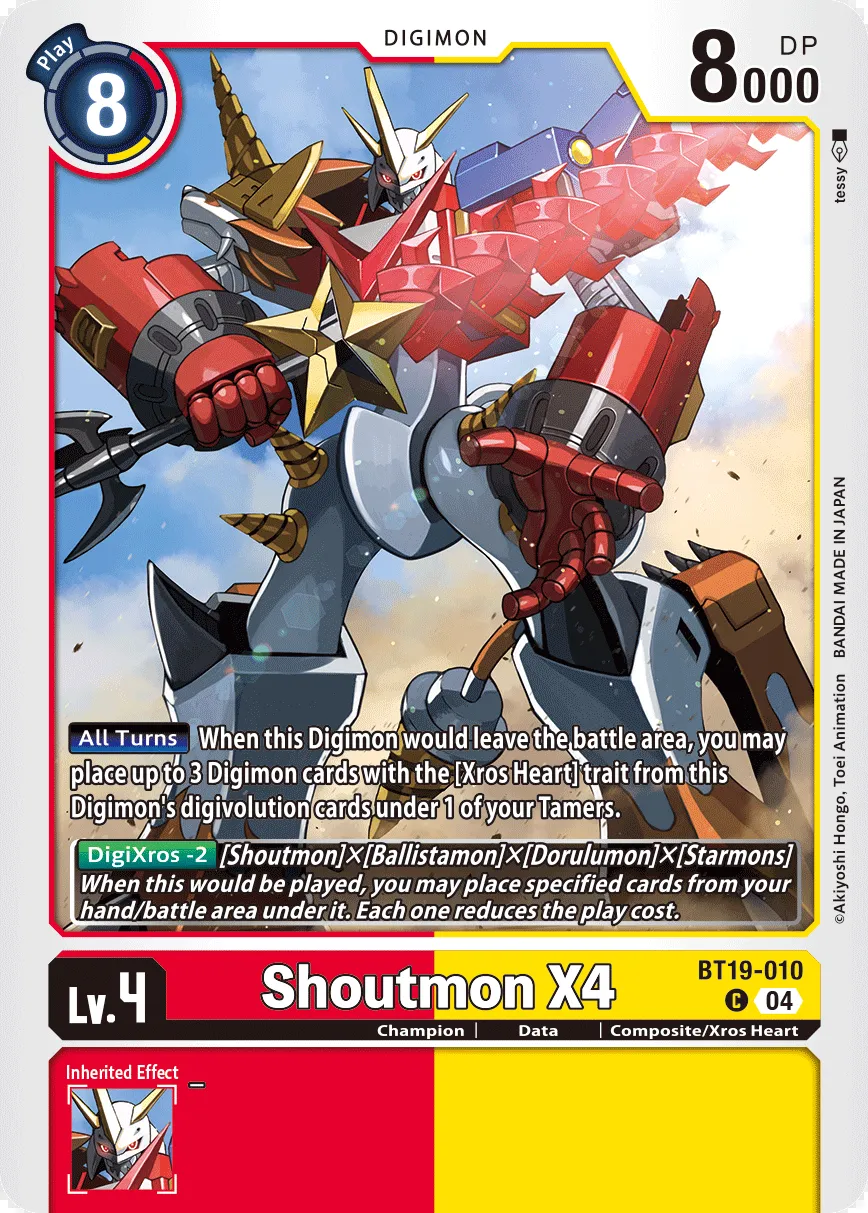 DIGIMON
Play
8
DP
8000
tessy
All Turns When this Digimon would leave the battle area, you may
place up to 3 Digimon cards with the [Xros Heart] trait from this
Digimon's digivolution cards under 1 of your Tamers.
DigiXros -2 [Shoutmon]×[Ballistamon]×[Dorulumon]×[Starmons]
When this would be played, you may place specified cards from your
hand/battle area under it. Each one reduces the play cost.
©Akiyoshi Hongo, Toei Animation BANDAI MADE IN JAPAN
Lv.4
Shoutmon X4
BT19-010
C 04
Champion | Data | Composite/Xros Heart
Inherited Effect –